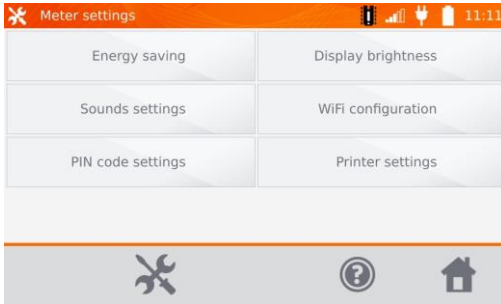 Meter settings 11:11
Energy saving Display brightness
Sounds settings WiFi configuration
PIN code settings Printer settings